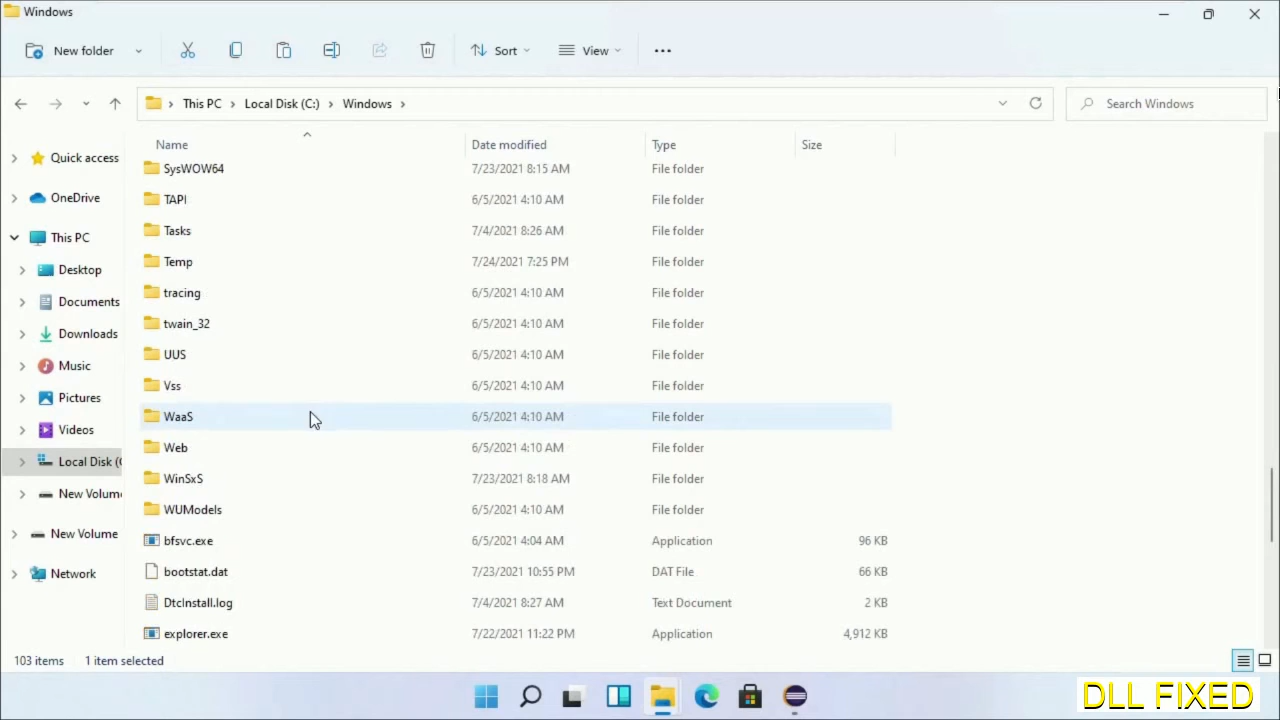 Windows
New folder Sort View
This PC Local Disk (C:) Windows Search Windows
Name Date modified Type Size
Quick access
OneDrive
This PC
Desktop
Documents
Downloads
Music
Pictures
Videos
Local Disk (C
New Volum
New Volume
Network
SysWOW64 7/23/2021 8:15 AM File folder
TAPI 6/5/2021 4:10 AM File folder
Tasks 7/4/2021 8:26 AM File folder
Temp 7/24/2021 7:25 PM File folder
tracing 6/5/2021 4:10 AM File folder
twain_32 6/5/2021 4:10 AM File folder
UUS 6/5/2021 4:10 AM File folder
Vss 6/5/2021 4:10 AM File folder
WaaS 6/5/2021 4:10 AM File folder
Web 6/5/2021 4:10 AM File folder
WinSxS 7/23/2021 8:18 AM File folder
WUModels 6/5/2021 4:10 AM File folder
bfsvc.exe 6/5/2021 4:04 AM Application 96 KB
bootstat.dat 7/23/2021 10:55 PM DAT File 66 KB
DtcInstall.log 7/4/2021 8:27 AM Text Document 2 KB
explorer.exe 7/22/2021 11:22 PM Application 4,912 KB
103 items 1 item selected
DLL FIXED